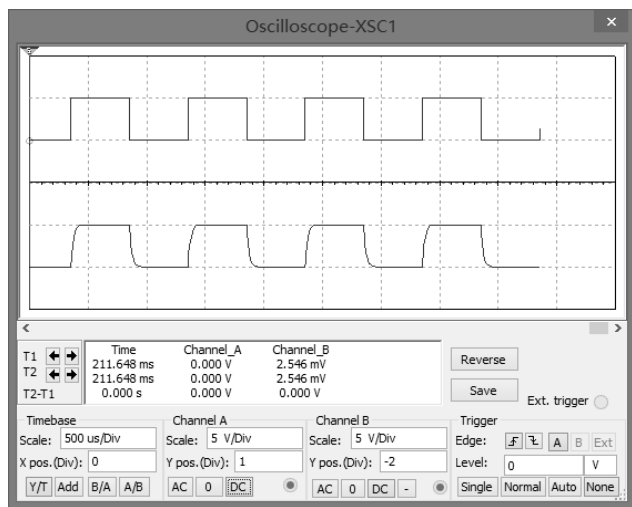 Oscilloscope-XSC1
×
< >
T1
T2
T2-T1
Time Channel_A Channel_B
211.648 ms 0.000 V 2.546 mV
211.648 ms 0.000 V 2.546 mV
0.000 s 0.000 V 0.000 V
Reverse
Save
Ext. trigger
Timebase
Scale: 500 us/Div
X pos.(Div): 0
Y/T Add B/A A/B
Channel A
Scale: 5 V/Div
Y pos.(Div): 1
AC 0 DC
Channel B
Scale: 5 V/Div
Y pos.(Div): -2
AC 0 DC -
Trigger
Edge: A B Ext
Level: 0 V
Single Normal Auto None